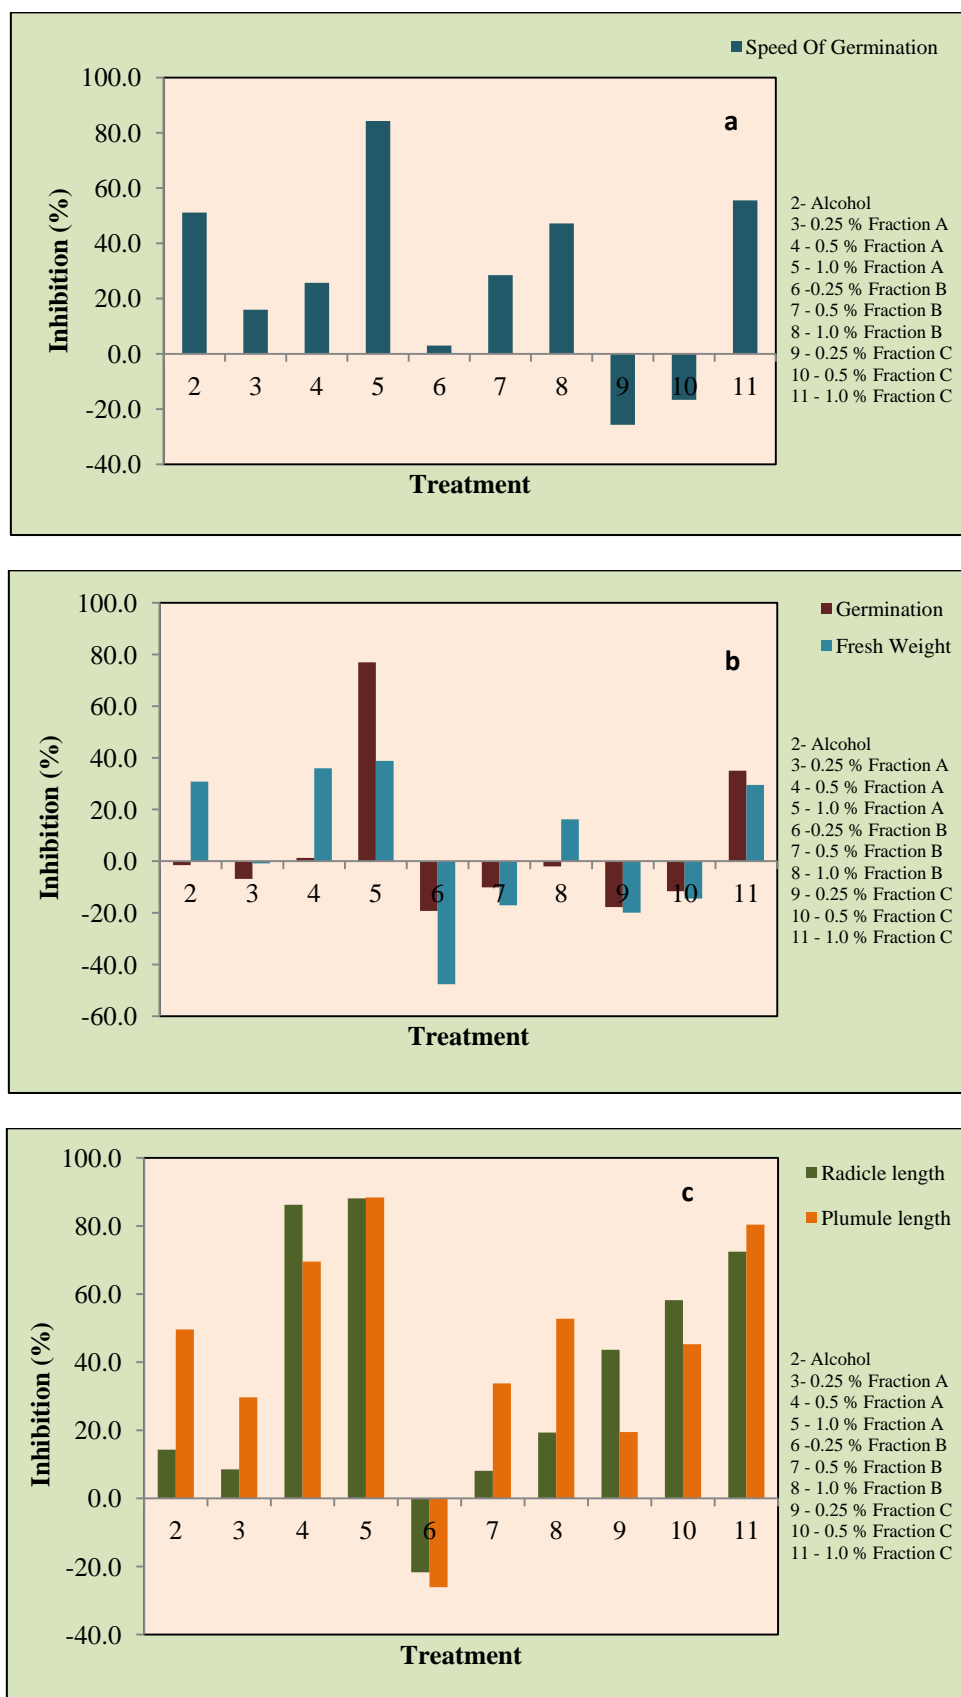 Speed Of Germination
100.0
80.0
60.0
40.0
20.0
0.0
-20.0
-40.0
Inhibition (%)
a
2 3 4 5 6 7 8 9 10 11
Treatment
2- Alcohol
3- 0.25 % Fraction A
4 - 0.5 % Fraction A
5 - 1.0 % Fraction A
6 -0.25 % Fraction B
7 - 0.5 % Fraction B
8 - 1.0 % Fraction B
9 - 0.25 % Fraction C
10 - 0.5 % Fraction C
11 - 1.0 % Fraction C
100.0
80.0
60.0
40.0
20.0
0.0
-20.0
-40.0
-60.0
Inhibition (%)
b
2 3 4 5 6 7 8 9 10 11
Treatment
Germination
Fresh Weight
2- Alcohol
3- 0.25 % Fraction A
4 - 0.5 % Fraction A
5 - 1.0 % Fraction A
6 -0.25 % Fraction B
7 - 0.5 % Fraction B
8 - 1.0 % Fraction B
9 - 0.25 % Fraction C
10 - 0.5 % Fraction C
11 - 1.0 % Fraction C
100.0
80.0
60.0
40.0
20.0
0.0
-20.0
-40.0
Inhibition (%)
c
2 3 4 5 6 7 8 9 10 11
Treatment
Radicle length
Plumule length
2- Alcohol
3- 0.25 % Fraction A
4 - 0.5 % Fraction A
5 - 1.0 % Fraction A
6 -0.25 % Fraction B
7 - 0.5 % Fraction B
8 - 1.0 % Fraction B
9 - 0.25 % Fraction C
10 - 0.5 % Fraction C
11 - 1.0 % Fraction C